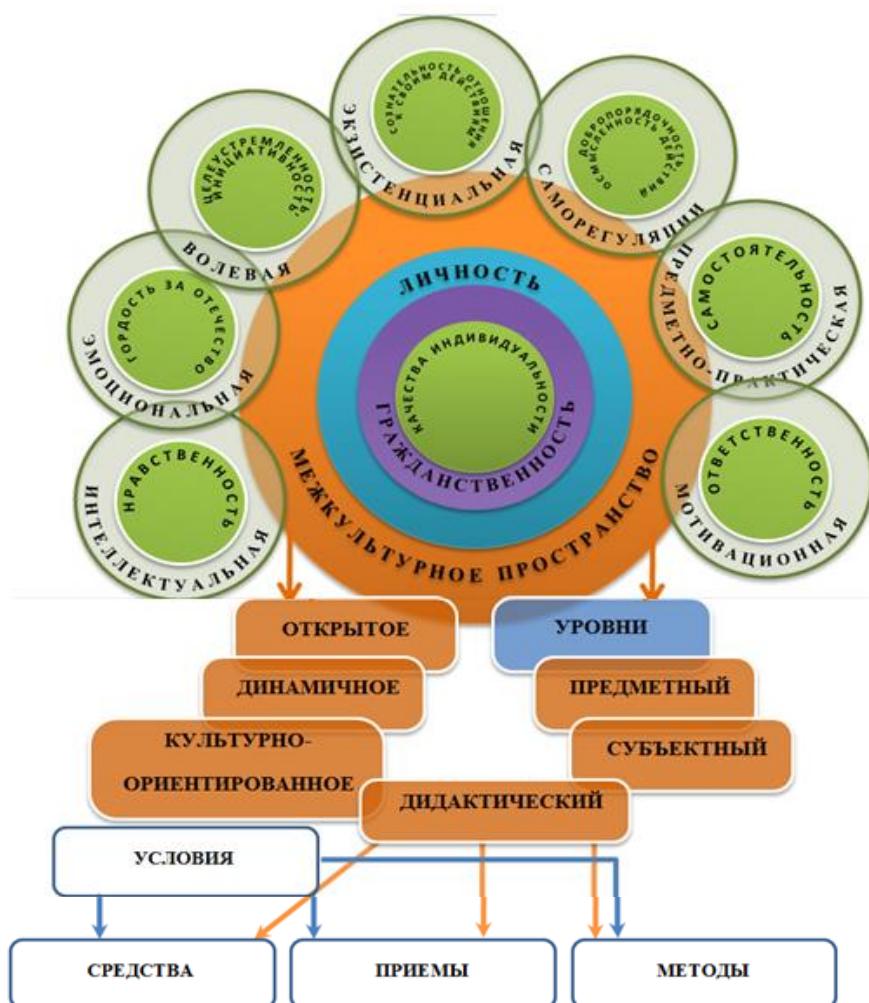 СОЗНАТЕЛЬНОСТЬ ОТНОШЕНИЯ
К СВОИМ ДЕЙСТВИЯМ
ЭКЗИСТЕНЦИАЛЬНАЯ
ЦЕЛЕУСТРЕМЛЕННОСТЬ,
ИНИЦИАТИВНОСТЬ
ВОЛЕВАЯ
ДОБРОПОРЯДОЧНОСТЬ,
ОСМЫСЛЕННОСТЬ ДЕЙСТВИЙ
САМОРЕГУЛЯЦИИ
ГОРДОСТЬ ЗА ОТЕЧЕСТВО
ЭМОЦИОНАЛЬНАЯ
САМОСТОЯТЕЛЬНОСТЬ
ПРЕДМЕТНО-ПРАКТИЧЕСКАЯ
НРАВСТВЕННОСТЬ
ИНТЕЛЛЕКТУАЛЬНАЯ
ОТВЕТСТВЕННОСТЬ
МОТИВАЦИОННАЯ
ЛИЧНОСТЬ
КАЧЕСТВА ИНДИВИДУАЛЬНОСТИ
ГРАЖДАНСТВЕННОСТЬ
МЕЖКУЛЬТУРНОЕ ПРОСТРАНСТВО
ОТКРЫТОЕ
УРОВНИ
ДИНАМИЧНОЕ
ПРЕДМЕТНЫЙ
КУЛЬТУРНО-
ОРИЕНТИРОВАННОЕ
СУБЪЕКТНЫЙ
ДИДАКТИЧЕСКИЙ
УСЛОВИЯ
СРЕДСТВА
ПРИЕМЫ
МЕТОДЫ